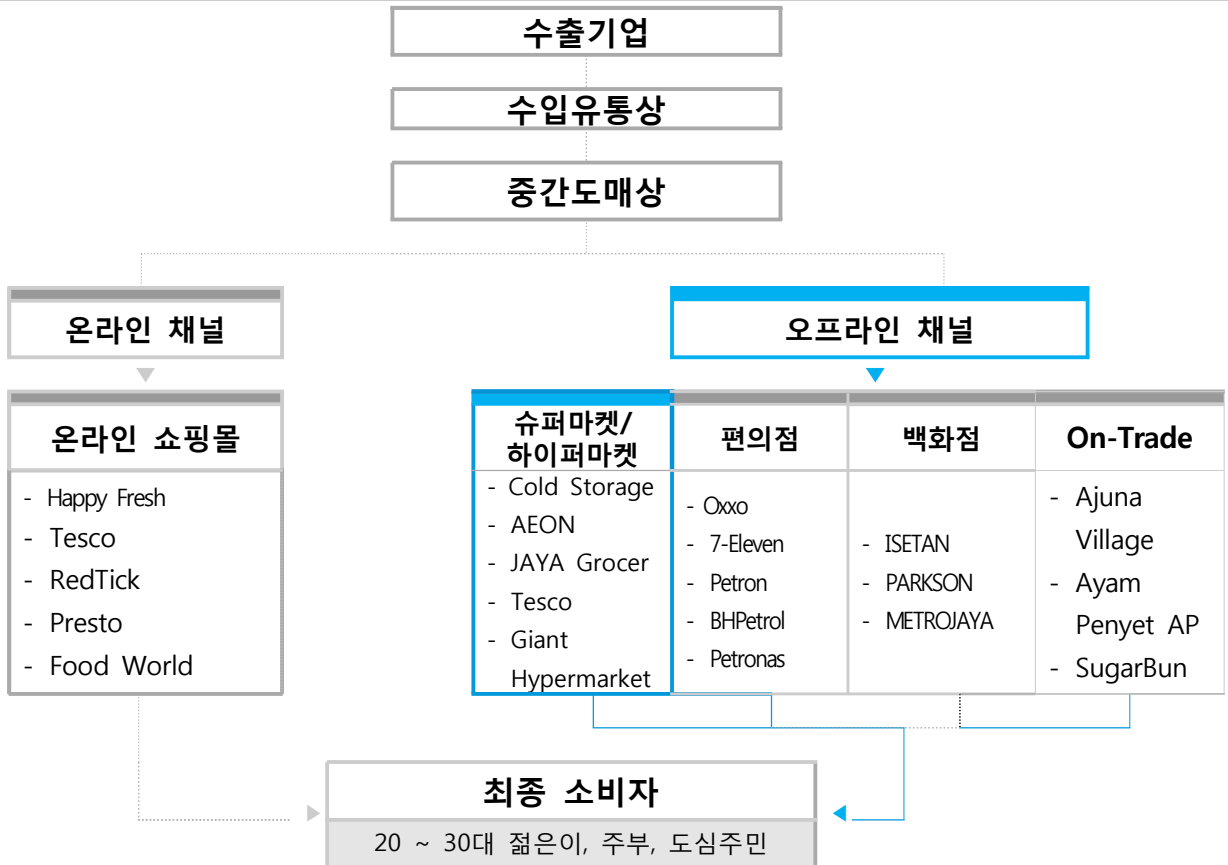 수출기업
수입유통상
중간도매상
온라인 채널
오프라인 채널
온라인 쇼핑몰
- Happy Fresh
- Tesco
- RedTick
- Presto
- Food World
슈퍼마켓/
하이퍼마켓
- Cold Storage
- AEON
- JAYA Grocer
- Tesco
- Giant
Hypermarket
편의점
- Oxxo
- 7-Eleven
- Petron
- BHPetrol
- Petronas
백화점
- ISETAN
- PARKSON
- METROJAYA
On-Trade
- Ajuna
Village
- Ayam
Penyet AP
- SugarBun
최종 소비자
20 ~ 30대 젊은이, 주부, 도심주민